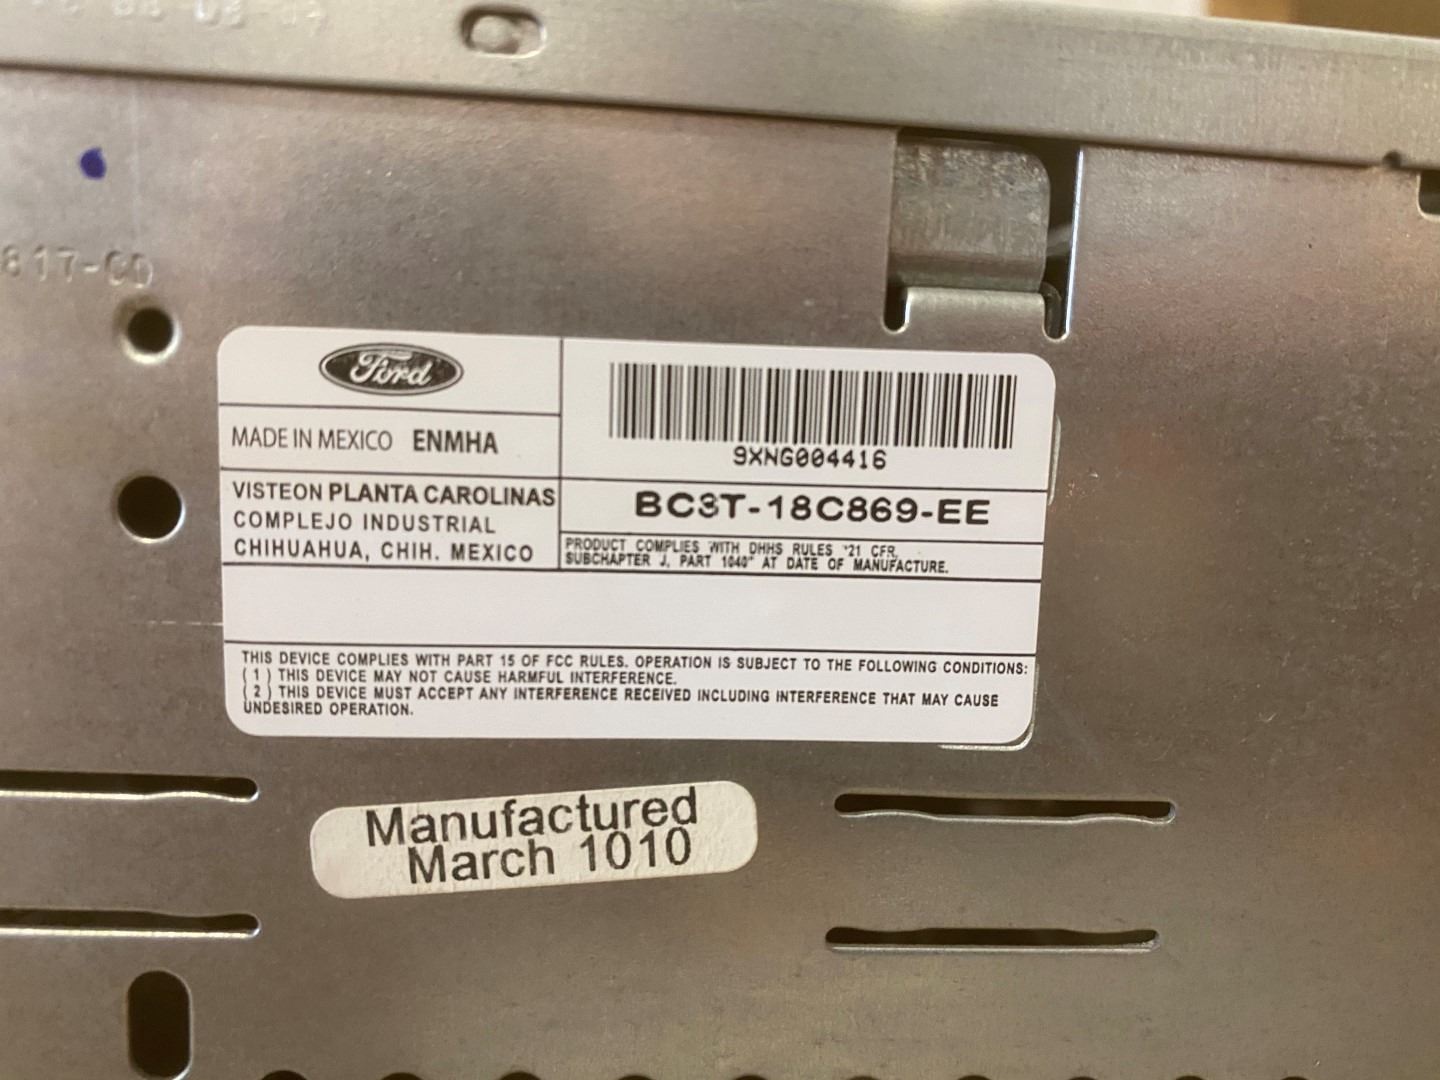 817-CD
Ford
MADE IN MEXICO ENMHA
VISTEON PLANTA CAROLINAS
COMPLEJO INDUSTRIAL
CHIHUAHUA, CHIH. MEXICO
9XNG004416
BC3T-18C869-EE
PRODUCT COMPLIES WITH DHHS RULES "21 CFR,
SUBCHAPTER J, PART 1040" AT DATE OF MANUFACTURE.
THIS DEVICE COMPLIES WITH PART 15 OF FCC RULES. OPERATION IS SUBJECT TO THE FOLLOWING CONDITIONS:
( 1 ) THIS DEVICE MAY NOT CAUSE HARMFUL INTERFERENCE.
( 2 ) THIS DEVICE MUST ACCEPT ANY INTERFERENCE RECEIVED INCLUDING INTERFERENCE THAT MAY CAUSE
UNDESIRED OPERATION.
Manufactured
March 1010